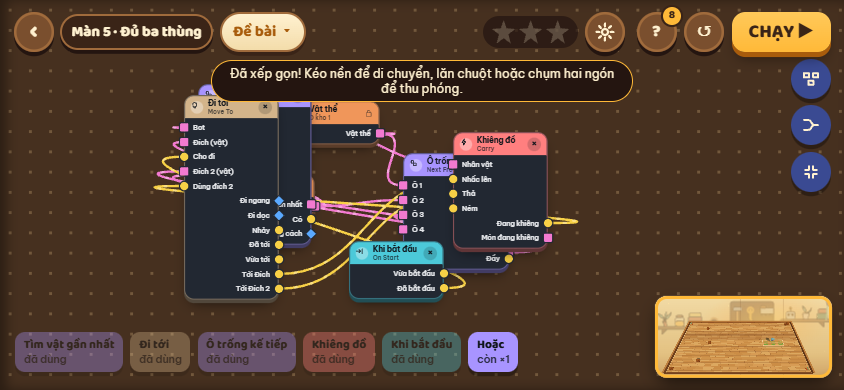 Màn 5 · Đủ ba thùng
Đề bài
8
?
CHẠY
Đã xếp gọn! Kéo nền để di chuyển, lăn chuột hoặc chụm hai ngón
để thu phóng.
Đi tới
Move To
Bot
Đích (vật)
Cho đi
Đích 2 (vật)
Dùng đích 2
Đi ngang
Đi dọc
Nhảy
Đã tới
Vừa tới
Tới Đích
Tới Đích 2
nhất
Có
cách
Vật thể
kho 1
Vật thể
Ô trốn
Next F
Ô 1
Ô 2
Ô 3
Ô 4
Đầy
Khiêng đồ
Carry
Nhân vật
Nhấc lên
Thả
Ném
Đang khiêng
Món đang khiêng
Khi bắt đầu
On Start
Vừa bắt đầu
Đã bắt đầu
Tìm vật gần nhất
đã dùng
Đi tới
đã dùng
Ô trống kế tiếp
đã dùng
Khiêng đồ
đã dùng
Khi bắt đầu
đã dùng
Hoặc
còn ×1